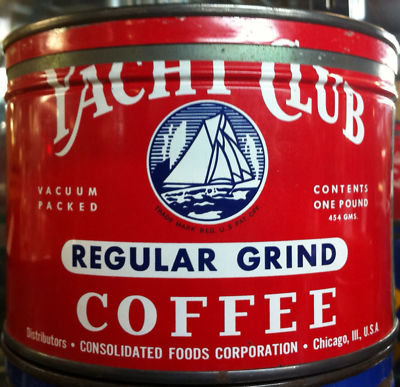 YACHT CLUB
TRADE MARK REG. U.S. PAT. OFF.
VACUUM
PACKED
CONTENTS
ONE POUND
454 GMS.
REGULAR GRIND
COFFEE
Distributors • CONSOLIDATED FOODS CORPORATION • Chicago, Ill., U.S.A.